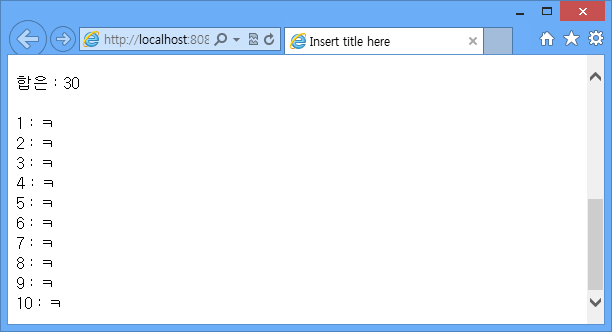 http://localhost:808
Insert title here
합은 : 30
1 : ㅋ
2 : ㅋ
3 : ㅋ
4 : ㅋ
5 : ㅋ
6 : ㅋ
7 : ㅋ
8 : ㅋ
9 : ㅋ
10 : ㅋ